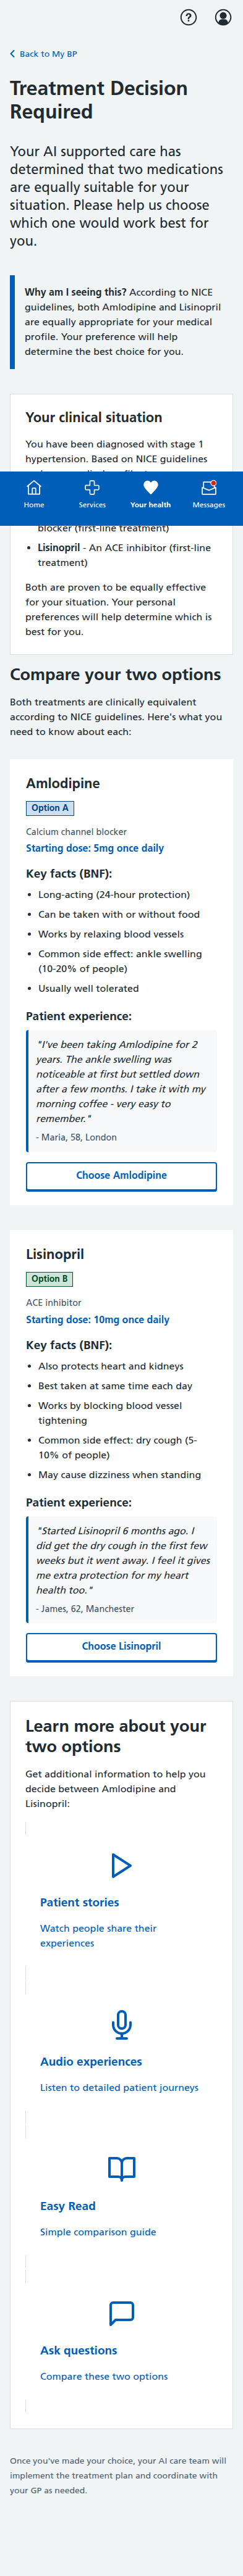 Back to My BP
Treatment Decision
Required
Your AI supported care has
determined that two medications
are equally suitable for your
situation. Please help us choose
which one would work best for
you.
Why am I seeing this? According to NICE
guidelines, both Amlodipine and Lisinopril
are equally appropriate for your medical
profile. Your preference will help
determine the best choice for you.
Your clinical situation
You have been diagnosed with stage 1
hypertension. Based on NICE guidelines
Home
Services
Your health
Messages
blocker (first-line treatment)
• Lisinopril - An ACE inhibitor (first-line
treatment)
Both are proven to be equally effective
for your situation. Your personal
preferences will help determine which is
best for you.
Compare your two options
Both treatments are clinically equivalent
according to NICE guidelines. Here's what you
need to know about each:
Amlodipine
Option A
Calcium channel blocker
Starting dose: 5mg once daily
Key facts (BNF):
• Long-acting (24-hour protection)
• Can be taken with or without food
• Works by relaxing blood vessels
• Common side effect: ankle swelling
(10-20% of people)
• Usually well tolerated
Patient experience:
"I've been taking Amlodipine for 2
years. The ankle swelling was
noticeable at first but settled down
after a few months. I take it with my
morning coffee - very easy to
remember."
- Maria, 58, London
Choose Amlodipine
Lisinopril
Option B
ACE inhibitor
Starting dose: 10mg once daily
Key facts (BNF):
• Also protects heart and kidneys
• Best taken at same time each day
• Works by blocking blood vessel
tightening
• Common side effect: dry cough (5-
10% of people)
• May cause dizziness when standing
Patient experience:
"Started Lisinopril 6 months ago. I
did get the dry cough in the first few
weeks but it went away. I feel it gives
me extra protection for my heart
health too."
- James, 62, Manchester
Choose Lisinopril
Learn more about your
two options
Get additional information to help you
decide between Amlodipine and
Lisinopril:
Patient stories
Watch people share their
experiences
Audio experiences
Listen to detailed patient journeys
Easy Read
Simple comparison guide
Ask questions
Compare these two options
Once you've made your choice, your AI care team will
implement the treatment plan and coordinate with
your GP as needed.